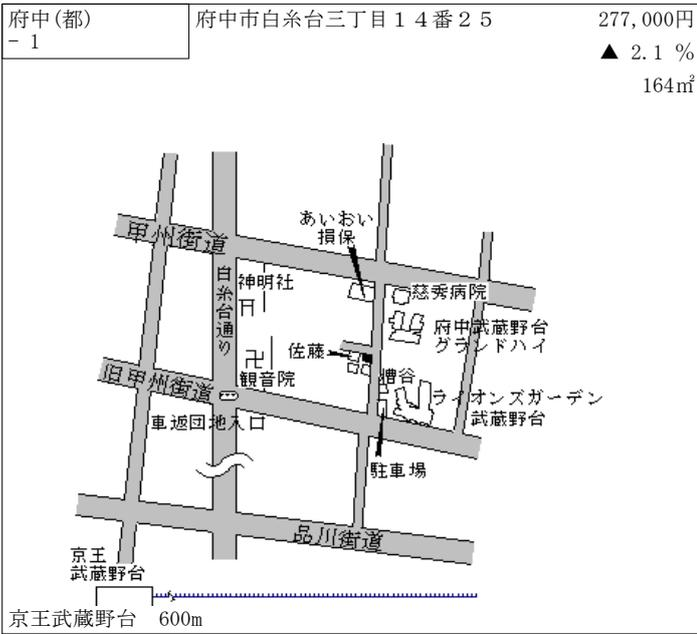 府中(都)
- 1
府中市白糸台三丁目１４番２５
277,000円
▲ 2.1 %
164㎡
あいおい
損保
甲州街道
神明社
慈秀病院
白糸台通り
府中武蔵野台
グランドハイ
佐藤
観音院
糟谷
旧甲州街道
ライオンズガーデン
武蔵野台
車返団地入口
駐車場
品川街道
京王
武蔵野台
京王武蔵野台　600m